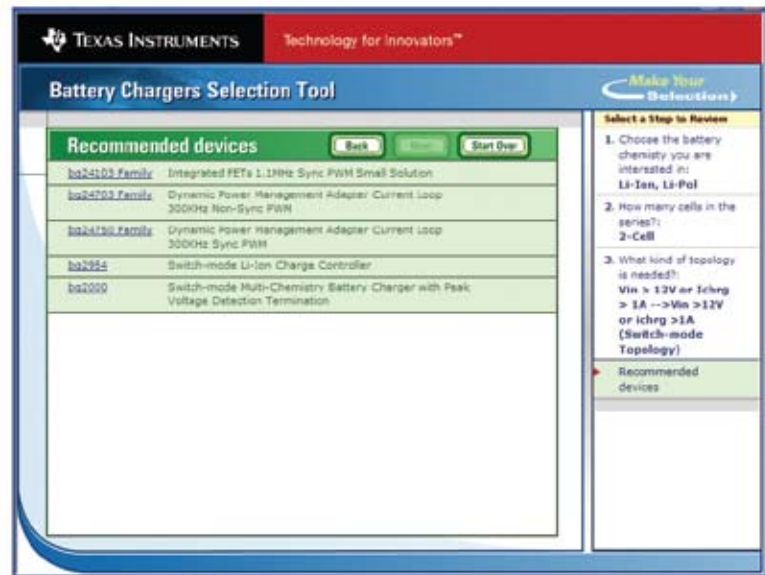 TEXAS INSTRUMENTS
Technology for Innovators™
Battery Chargers Selection Tool
Make Your
Selection
Recommended devices
Back
Start Over
bq24103 Family Integrated FETs 1.1MHz Sync PWM Small Solution
bq24703 Family Dynamic Power Management Adapter Current Loop
300KHz Non-Sync PWM
Family Dynamic Power Management Adapter Current Loop
300KHz Sync PWM
bq2954 Switch-mode Li-Ion Charge Controller
bq2000 Switch-mode Multi-Chemistry Battery Charger with Peak
Voltage Detection Termination
Select a Step to Review
1. Choose the battery
chemisty you are
interested in:
Li-Ion, Li-Pol
2. How many cells in the
series?:
2-Cell
3. What kind of topology
is needed?:
Vin > 12V or Ichrg
> 1A -->Vin >12V
or ichrg >1A
(Switch-mode
Topology)
Recommended
devices